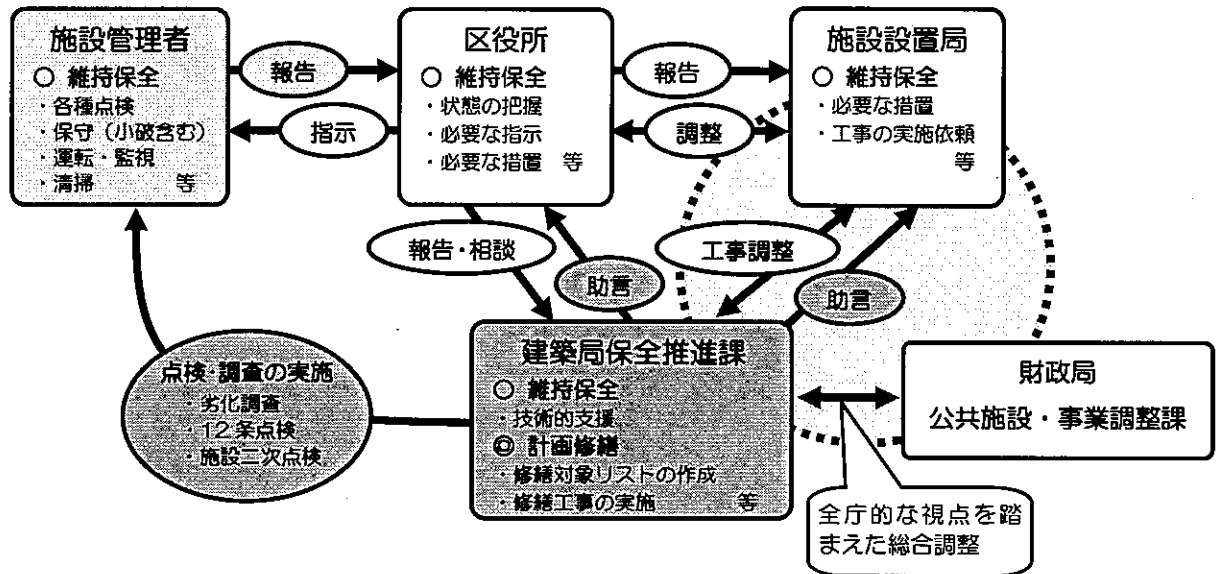 施設管理者
○ 維持保全
・各種点検
・保守（小破含む）
・運転・監視
・清掃　等
報告
指示
区役所
○ 維持保全
・状態の把握
・必要な指示
・必要な措置　等
報告
調整
施設設置局
○ 維持保全
・必要な措置
・工事の実施依頼
等
報告・相談
助言
工事調整
助言
点検・調査の実施
・劣化調査
・12条点検
・施設二次点検
建築局保全推進課
○ 維持保全
・技術的支援
◎ 計画修繕
・修繕対象リストの作成
・修繕工事の実施　等
財政局
公共施設・事業調整課
全庁的な視点を踏
まえた総合調整